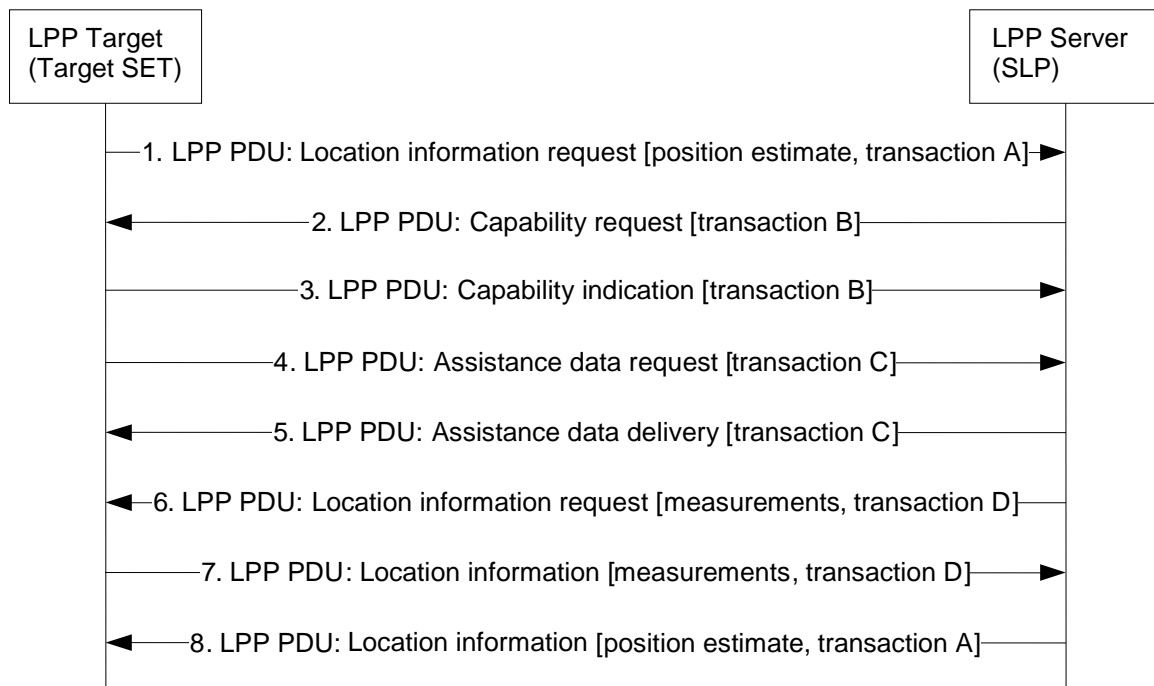 LPP Target
(Target SET)
LPP Server
(SLP)
1. LPP PDU: Location information request [position estimate, transaction A]
2. LPP PDU: Capability request [transaction B]
3. LPP PDU: Capability indication [transaction B]
4. LPP PDU: Assistance data request [transaction C]
5. LPP PDU: Assistance data delivery [transaction C]
6. LPP PDU: Location information request [measurements, transaction D]
7. LPP PDU: Location information [measurements, transaction D]
8. LPP PDU: Location information [position estimate, transaction A]